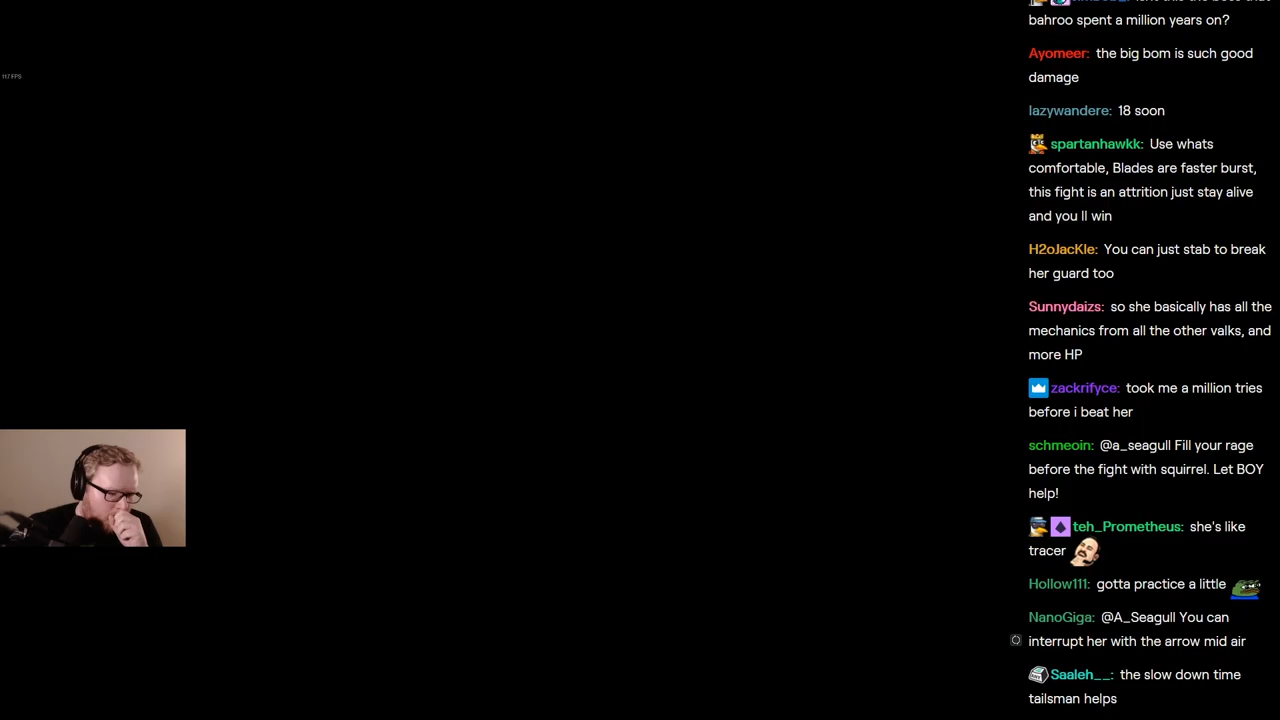 bahroo spent a million years on?
117 FPS
Ayomeer: the big bom is such good
damage
lazywandere: 18 soon
spartanhawkk: Use whats
comfortable, Blades are faster burst,
this fight is an attrition just stay alive
and you ll win
H2oJacKle: You can just stab to break
her guard too
Sunnydaizs: so she basically has all the
mechanics from all the other valks, and
more HP
zackrifyce: took me a million tries
before i beat her
schmeoin: @a_seagull Fill your rage
before the fight with squirrel. Let BOY
help!
teh_Prometheus: she's like
tracer
Hollow111: gotta practice a little
NanoGiga: @A_Seagull You can
interrupt her with the arrow mid air
Saaleh__: the slow down time
tailsman helps